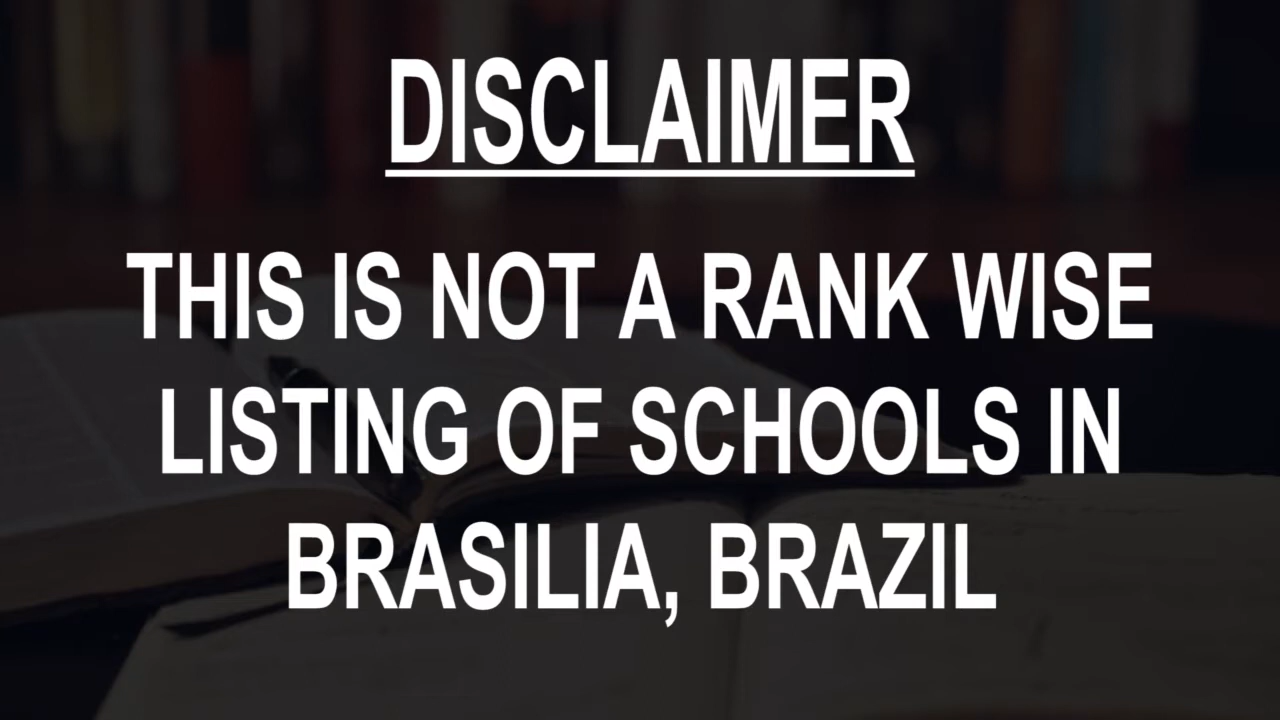 DISCLAIMER
THIS IS NOT A RANK WISE
LISTING OF SCHOOLS IN
BRASILIA, BRAZIL